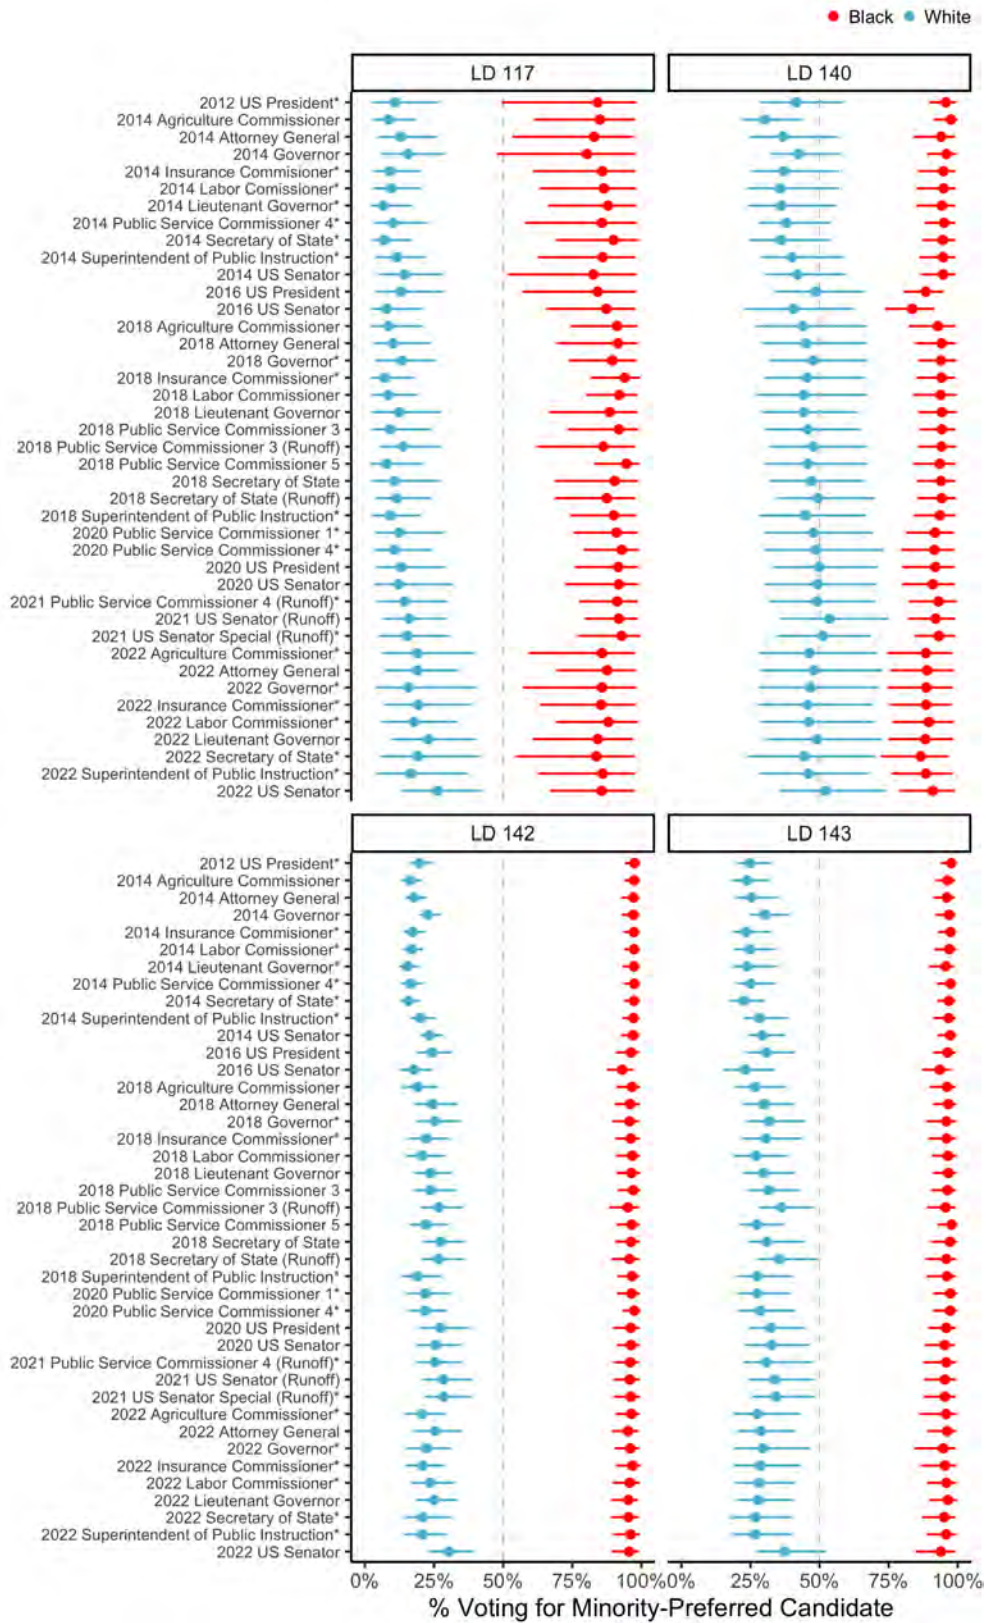 Black White
LD 117 LD 140
2012 US President*
2014 Agriculture Commissioner
2014 Attorney General
2014 Governor
2014 Insurance Commisioner*
2014 Labor Comissioner*
2014 Lieutenant Governor*
2014 Public Service Commissioner 4*
2014 Secretary of State*
2014 Superintendent of Public Instruction*
2014 US Senator
2016 US President
2016 US Senator
2018 Agriculture Commissioner
2018 Attorney General
2018 Governor*
2018 Insurance Commissioner*
2018 Labor Commissioner
2018 Lieutenant Governor
2018 Public Service Commissioner 3
2018 Public Service Commissioner 3 (Runoff)
2018 Public Service Commissioner 5
2018 Secretary of State
2018 Secretary of State (Runoff)
2018 Superintendent of Public Instruction*
2020 Public Service Commissioner 1*
2020 Public Service Commissioner 4*
2020 US President
2020 US Senator
2021 Public Service Commissioner 4 (Runoff)*
2021 US Senator (Runoff)
2021 US Senator Special (Runoff)*
2022 Agriculture Commissioner*
2022 Attorney General
2022 Governor*
2022 Insurance Commissioner*
2022 Labor Commissioner*
2022 Lieutenant Governor
2022 Secretary of State*
2022 Superintendent of Public Instruction*
2022 US Senator
LD 142 LD 143
2012 US President*
2014 Agriculture Commissioner
2014 Attorney General
2014 Governor
2014 Insurance Commisioner*
2014 Labor Comissioner*
2014 Lieutenant Governor*
2014 Public Service Commissioner 4*
2014 Secretary of State*
2014 Superintendent of Public Instruction*
2014 US Senator
2016 US President
2016 US Senator
2018 Agriculture Commissioner
2018 Attorney General
2018 Governor*
2018 Insurance Commissioner*
2018 Labor Commissioner
2018 Lieutenant Governor
2018 Public Service Commissioner 3
2018 Public Service Commissioner 3 (Runoff)
2018 Public Service Commissioner 5
2018 Secretary of State
2018 Secretary of State (Runoff)
2018 Superintendent of Public Instruction*
2020 Public Service Commissioner 1*
2020 Public Service Commissioner 4*
2020 US President
2020 US Senator
2021 Public Service Commissioner 4 (Runoff)*
2021 US Senator (Runoff)
2021 US Senator Special (Runoff)*
2022 Agriculture Commissioner*
2022 Attorney General
2022 Governor*
2022 Insurance Commissioner*
2022 Labor Commissioner*
2022 Lieutenant Governor
2022 Secretary of State*
2022 Superintendent of Public Instruction*
2022 US Senator
0% 25% 50% 75% 100% 0% 25% 50% 75% 100%
% Voting for Minority-Preferred Candidate